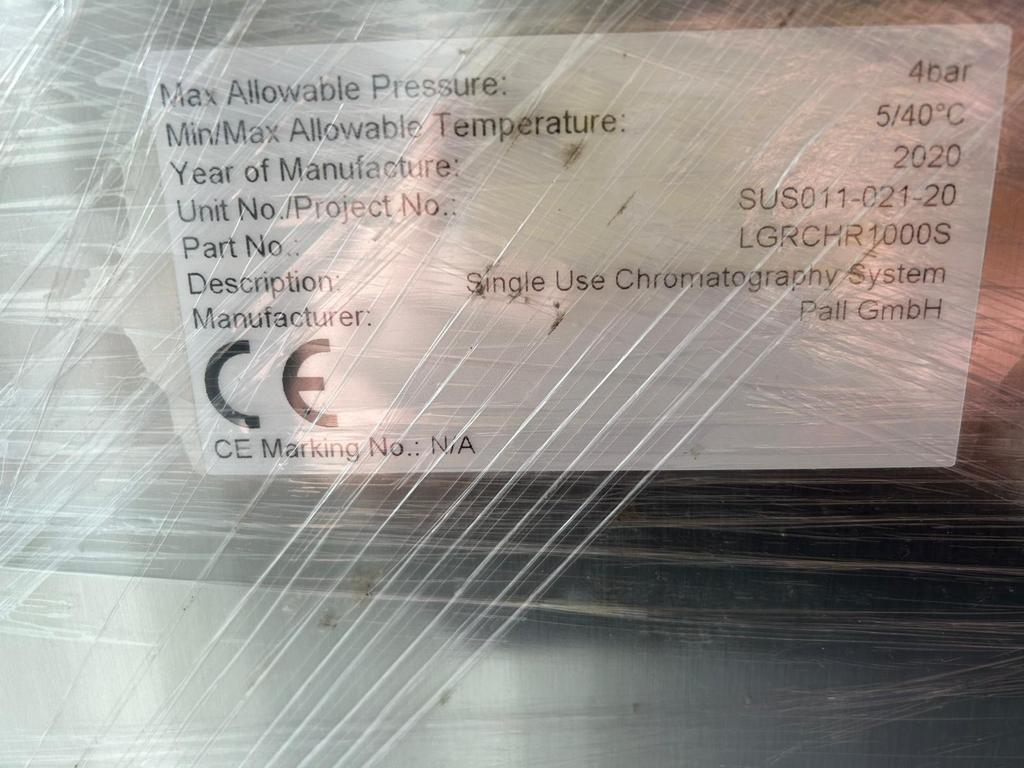 Max Allowable Pressure: 4bar
Min/Max Allowable Temperature: 5/40°C
Year of Manufacture: 2020
Unit No./Project No.: SUS011-021-20
Part No.: LGRCHR1000S
Description: Single Use Chromatography System
Manufacturer: Pall GmbH
CE
CE Marking No.: N/A